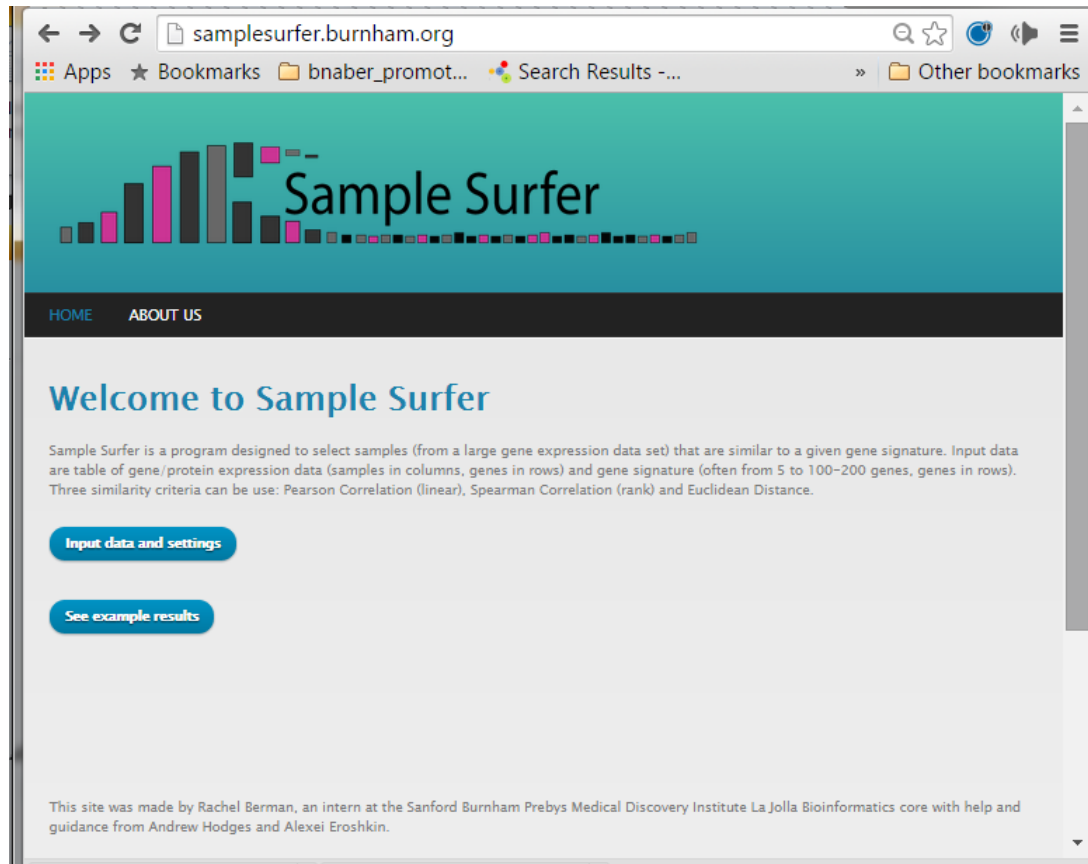 samplesurfer.burnham.org
Apps Bookmarks bnaber_promot... Search Results -... » Other bookmarks
Sample Surfer
HOME ABOUT US
Welcome to Sample Surfer
Sample Surfer is a program designed to select samples (from a large gene expression data set) that are similar to a given gene signature. Input data
are table of gene/protein expression data (samples in columns, genes in rows) and gene signature (often from 5 to 100-200 genes, genes in rows).
Three similarity criteria can be use: Pearson Correlation (linear), Spearman Correlation (rank) and Euclidean Distance.
Input data and settings
See example results
This site was made by Rachel Berman, an intern at the Sanford Burnham Prebys Medical Discovery Institute La Jolla Bioinformatics core with help and
guidance from Andrew Hodges and Alexei Eroshkin.